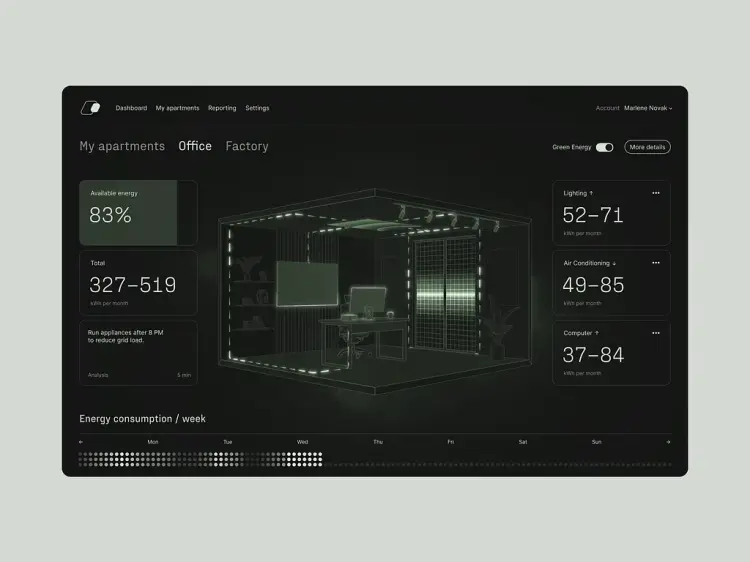 Dashboard My apartments Reporting Settings
Account Marlene Novak
My apartments Office Factory
Green Energy More details
Available energy
83%
Total
327–519
kWh per month
Run appliances after 8 PM
to reduce grid load.
Analysis 5 min
Lighting ↑
52–71
kWh per month
Air Conditioning ↓
49–85
kWh per month
Computer ↑
37–84
kWh per month
Energy consumption / week
← Mon Tue Wed Thu Fri Sat Sun →